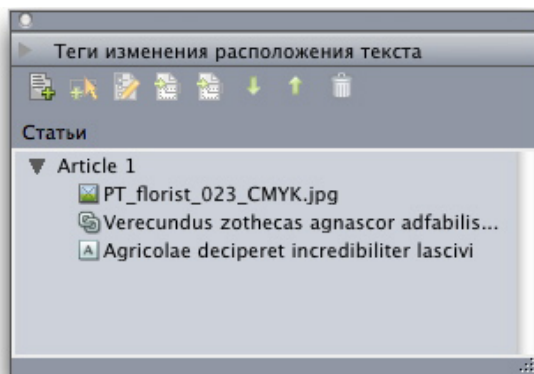 Теги изменения расположения текста
Статьи
Article 1
PT_florist_023_CMYK.jpg
Verecundus zothecas agnascor adfabilis...
A Agricolae deciperet incredibiliter lascivi